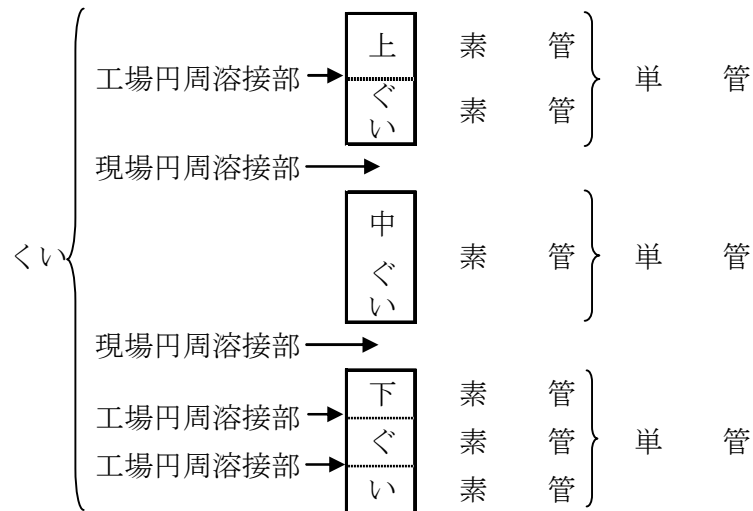 上 素 管
工場円周溶接部 単 管
ぐい 素 管
現場円周溶接部
中ぐい 素 管 単 管
くい
現場円周溶接部
下 素 管
工場円周溶接部
ぐ 素 管 単 管
工場円周溶接部
い 素 管